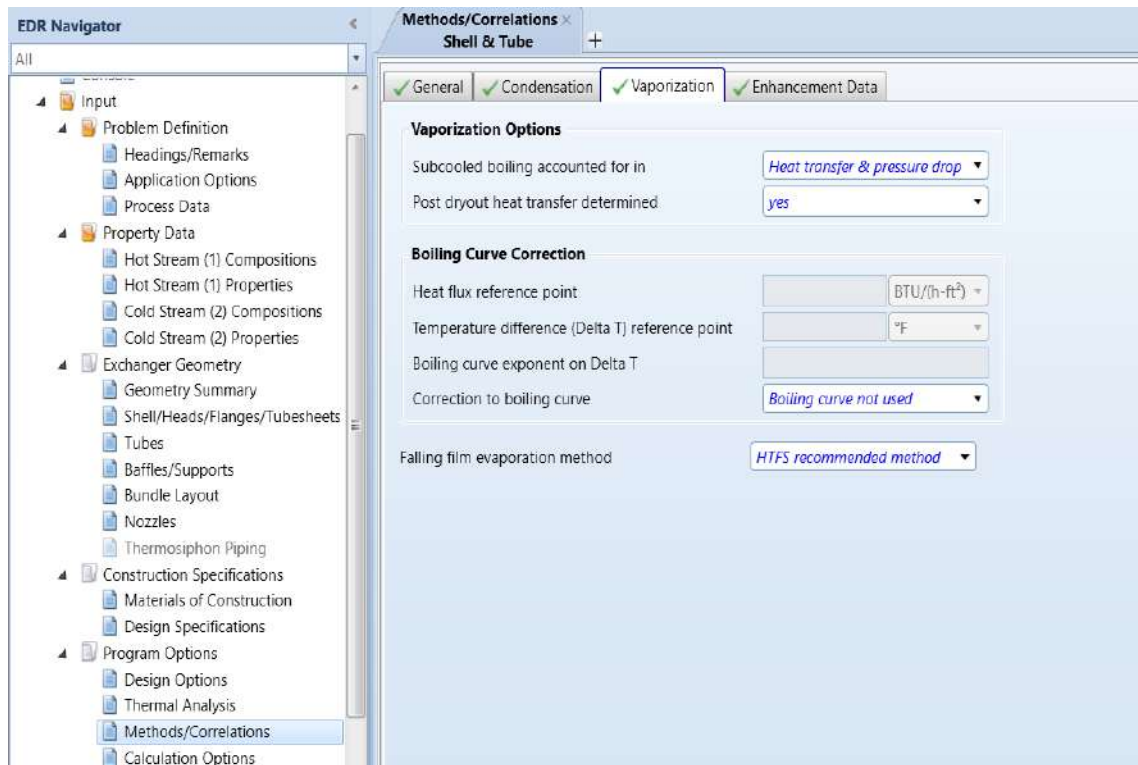 EDR Navigator
All
Input
Problem Definition
Headings/Remarks
Application Options
Process Data
Property Data
Hot Stream (1) Compositions
Hot Stream (1) Properties
Cold Stream (2) Compositions
Cold Stream (2) Properties
Exchanger Geometry
Geometry Summary
Shell/Heads/Flanges/Tubesheets
Tubes
Baffles/Supports
Bundle Layout
Nozzles
Thermosiphon Piping
Construction Specifications
Materials of Construction
Design Specifications
Program Options
Design Options
Thermal Analysis
Methods/Correlations
Calculation Options
Methods/Correlations
Shell & Tube
General Condensation Vaporization Enhancement Data
Vaporization Options
Subcooled boiling accounted for in Heat transfer & pressure drop
Post dryout heat transfer determined yes
Boiling Curve Correction
Heat flux reference point BTU/(h-ft²)
Temperature difference (Delta T) reference point °F
Boiling curve exponent on Delta T
Correction to boiling curve Boiling curve not used
Falling film evaporation method HTFS recommended method